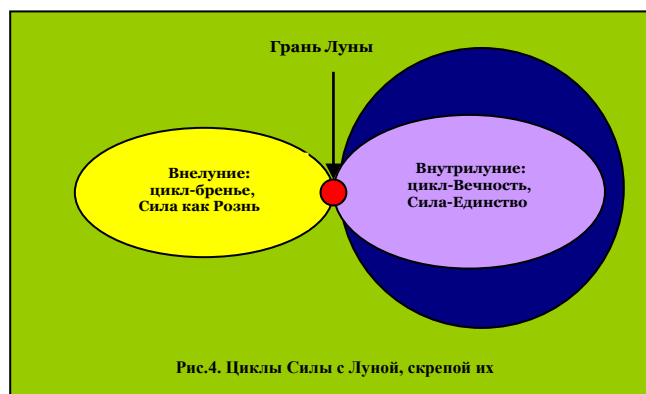 Грань Луны
Внелуние:
цикл-бренье,
Сила как Рознь
Внутрилуние:
цикл-Вечность,
Сила-Единство
Рис.4. Циклы Силы с Луной, скрепой их